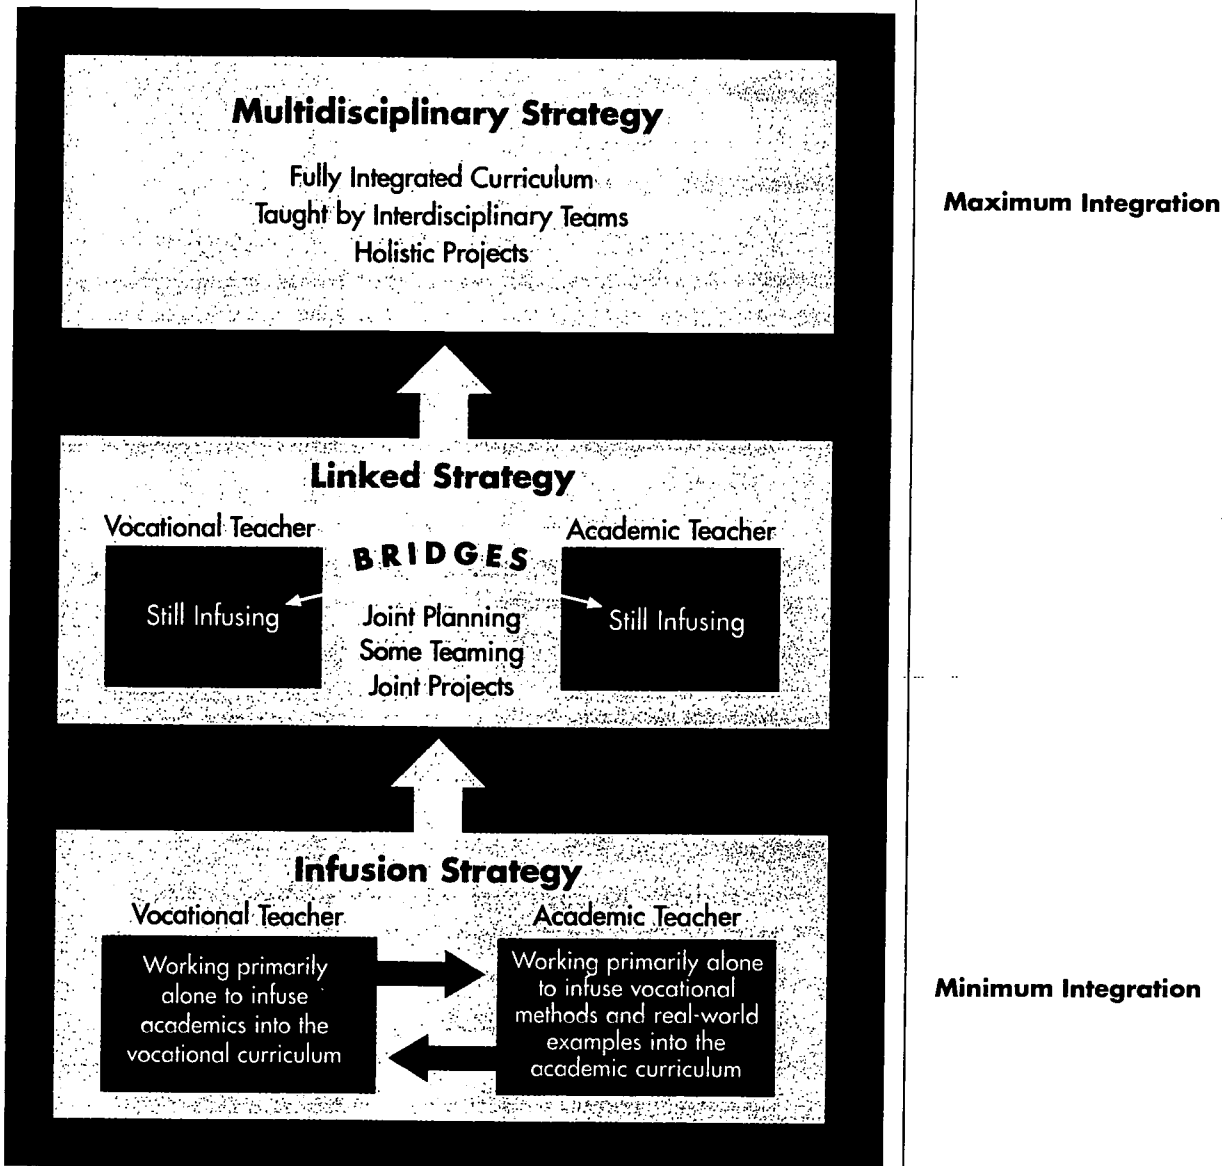 Multidisciplinary Strategy
Fully Integrated Curriculum
Taught by Interdisciplinary Teams
Holistic Projects
Maximum Integration
Linked Strategy
Vocational Teacher
Still Infusing
BRIDGES
Joint Planning
Some Teaming
Joint Projects
Academic Teacher
Still Infusing
Infusion Strategy
Vocational Teacher
Working primarily
alone to infuse
academics into the
vocational curriculum
Academic Teacher
Working primarily alone
to infuse vocational
methods and real-world
examples into the
academic curriculum
Minimum Integration